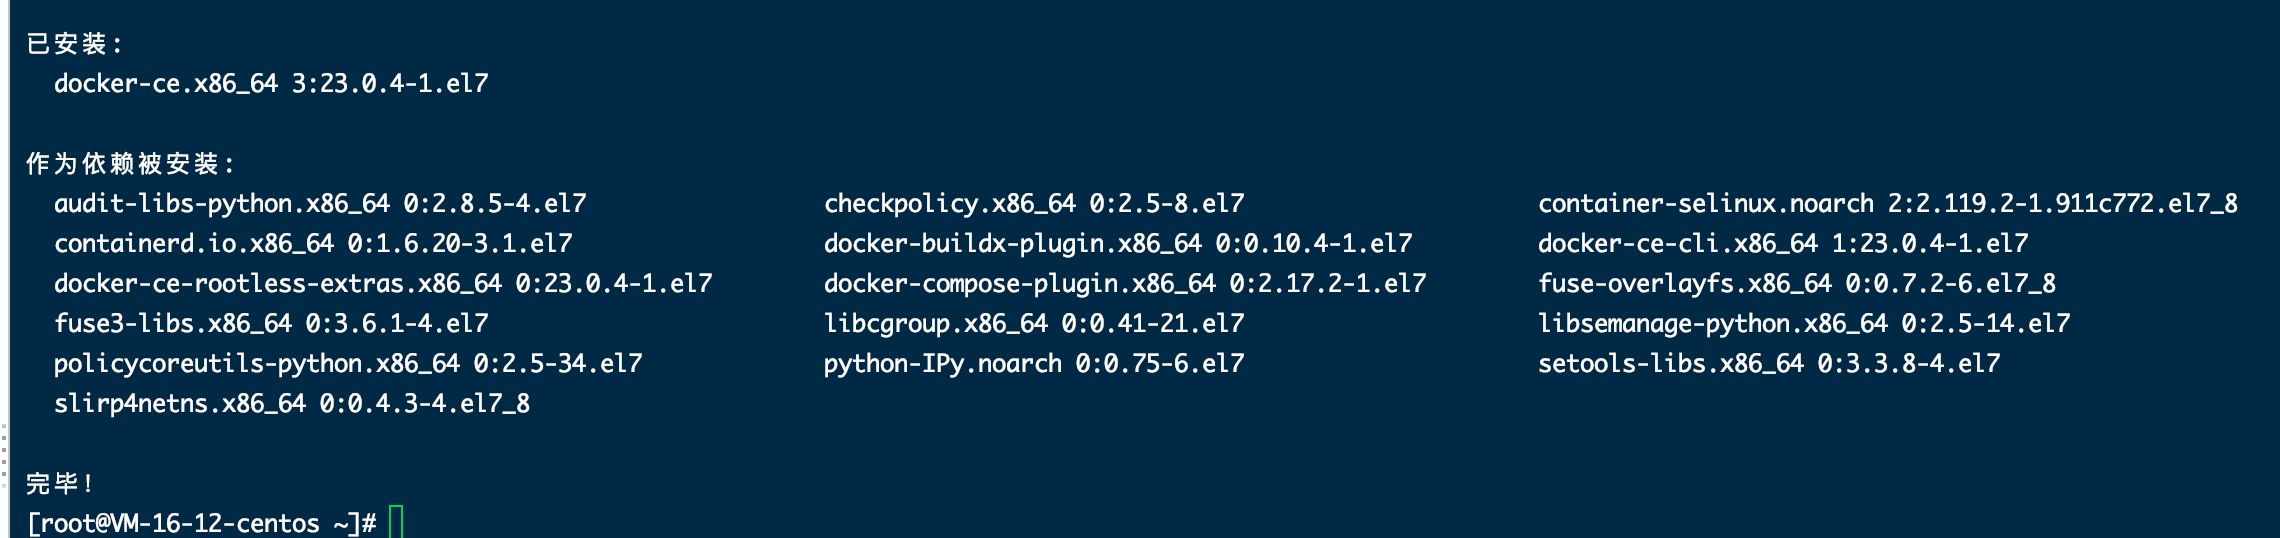 已安装:
docker-ce.x86_64 3:23.0.4-1.el7
作为依赖被安装:
audit-libs-python.x86_64 0:2.8.5-4.el7 checkpolicy.x86_64 0:2.5-8.el7 container-selinux.noarch 2:2.119.2-1.911c772.el7_8
containerd.io.x86_64 0:1.6.20-3.1.el7 docker-buildx-plugin.x86_64 0:0.10.4-1.el7 docker-ce-cli.x86_64 1:23.0.4-1.el7
docker-ce-rootless-extras.x86_64 0:23.0.4-1.el7 docker-compose-plugin.x86_64 0:2.17.2-1.el7 fuse-overlayfs.x86_64 0:0.7.2-6.el7_8
fuse3-libs.x86_64 0:3.6.1-4.el7 libcgroup.x86_64 0:0.41-21.el7 libsemanage-python.x86_64 0:2.5-14.el7
policycoreutils-python.x86_64 0:2.5-34.el7 python-IPy.noarch 0:0.75-6.el7 setools-libs.x86_64 0:3.3.8-4.el7
slirp4netns.x86_64 0:0.4.3-4.el7_8
完毕!
[root@VM-16-12-centos ~]#